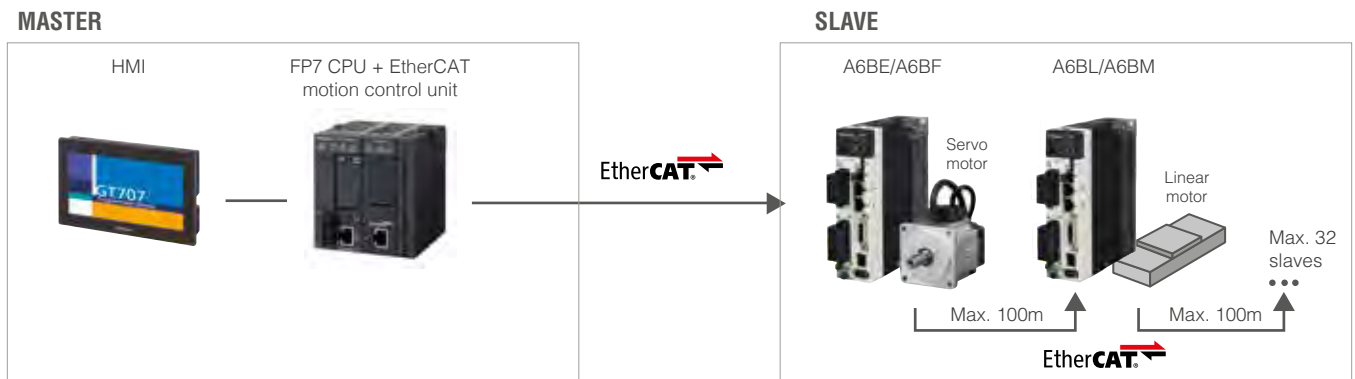 MASTER
SLAVE
HMI
FP7 CPU + EtherCAT
motion control unit
GT707
EtherCAT®
A6BE/A6BF
Servo
motor
A6BL/A6BM
Linear
motor
Max. 32
slaves
Max. 100m
Max. 100m
EtherCAT®